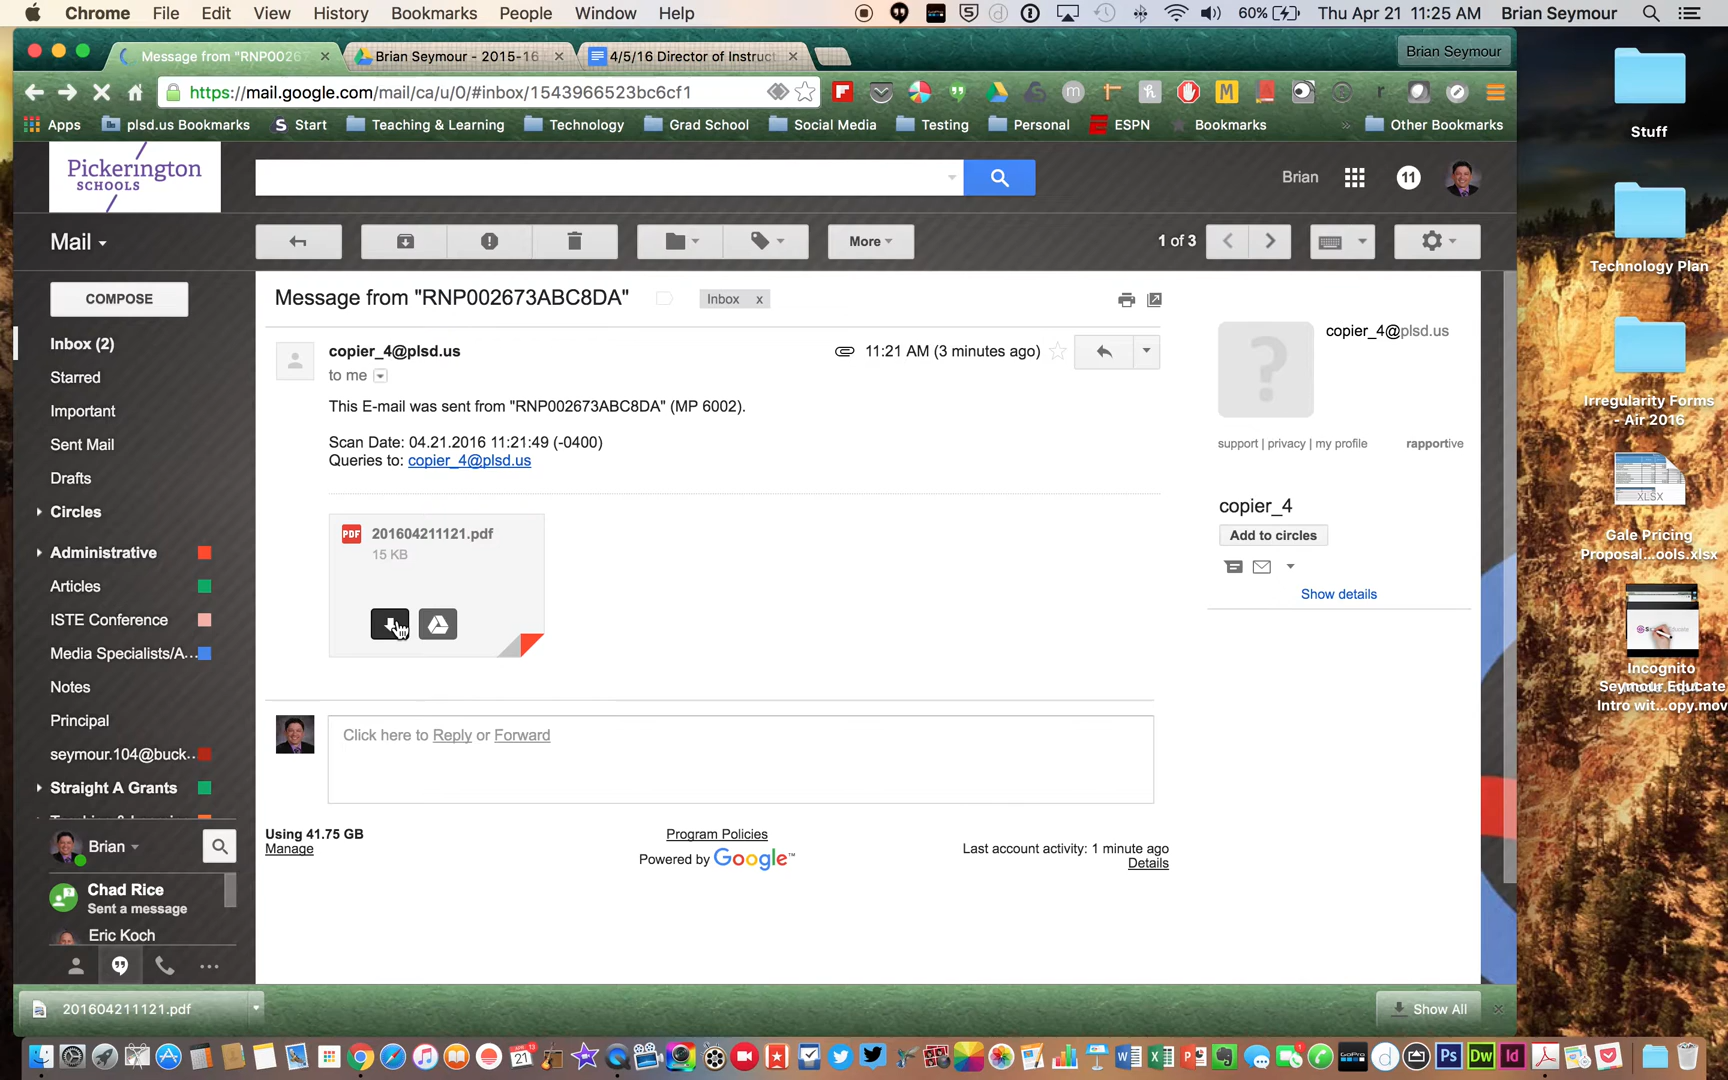 Chrome File Edit View History Bookmarks People Window Help 60% Thu Apr 21 11:25 AM Brian Seymour
Message from "RNP00267 Brian Seymour - 2015-16 4/5/16 Director of Instruct Brian Seymour
https://mail.google.com/mail/ca/u/0/#inbox/1543966523bc6cf1
Apps plsd.us Bookmarks Start Teaching & Learning Technology Grad School Social Media Testing Personal ESPN Bookmarks » Other Bookmarks
Pickerington
SCHOOLS
Brian 11
Mail
More 1 of 3
COMPOSE
Message from "RNP002673ABC8DA" Inbox x
Inbox (2)
Starred
Important
Sent Mail
Drafts
Circles
Administrative
Articles
ISTE Conference
Media Specialists/A...
Notes
Principal
seymour.104@buck...
Straight A Grants
copier_4@plsd.us 11:21 AM (3 minutes ago)
to me
This E-mail was sent from "RNP002673ABC8DA" (MP 6002).
Scan Date: 04.21.2016 11:21:49 (-0400)
Queries to: copier_4@plsd.us
PDF 201604211121.pdf
15 KB
Click here to Reply or Forward
Using 41.75 GB
Manage
Program Policies
Powered by Google™
Last account activity: 1 minute ago
Details
copier_4@plsd.us
support | privacy | my profile rapportive
copier_4
Add to circles
Show details
Brian
Chad Rice
Sent a message
Eric Koch
201604211121.pdf
Show All
Stuff
Technology Plan
Irregularity Forms
- Air 2016
XLSX
Gale Pricing
Proposal...ools.xlsx
Incognito
Seymour Educate
Intro wit...opy.mov